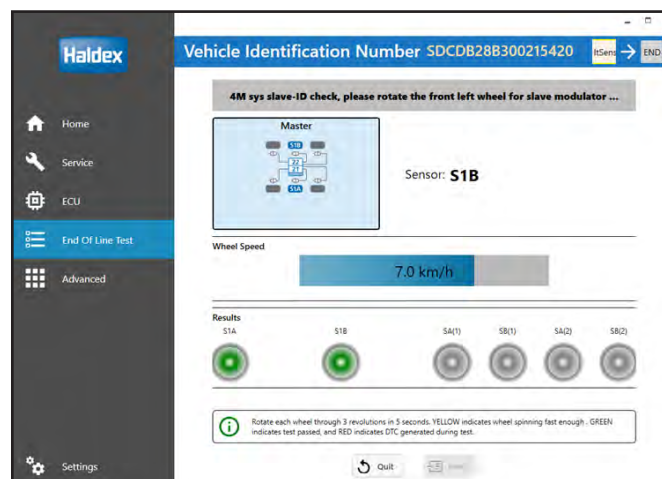 Haldex
Vehicle Identification Number SDCDB28B300215420 ItSens → END
4M sys slave-ID check, please rotate the front left wheel for slave modulator ...
Home
Service
ECU
End Of Line Test
Advanced
Settings
Master
S1B
22
21
S1A
Sensor: S1B
Wheel Speed
7.0 km/h
Results
S1A S1B SA(1) SB(1) SA(2) SB(2)
Rotate each wheel through 3 revolutions in 5 seconds. YELLOW indicates wheel spinning fast enough . GREEN
indicates test passed, and RED indicates DTC generated during test.
Quit